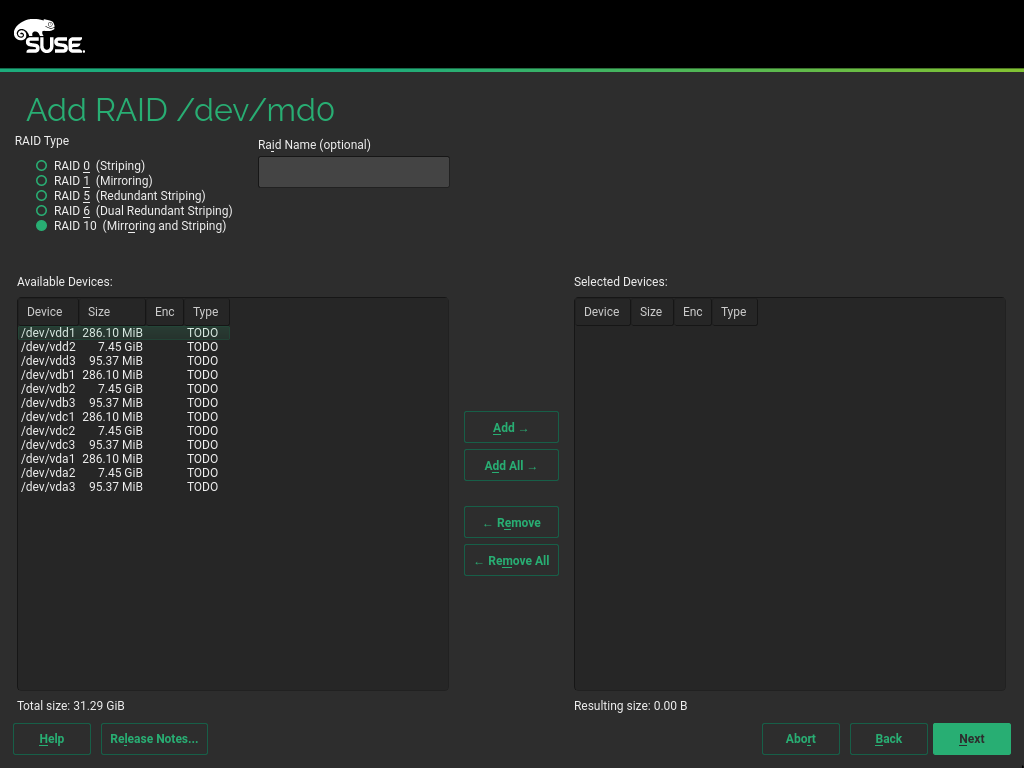 SUSE
Add RAID /dev/md0
RAID Type
Raid Name (optional)
RAID 0 (Striping)
RAID 1 (Mirroring)
RAID 5 (Redundant Striping)
RAID 6 (Dual Redundant Striping)
RAID 10 (Mirroring and Striping)
Available Devices:
Device Size Enc Type
/dev/vdd1 286.10 MiB TODO
/dev/vdd2 7.45 GiB TODO
/dev/vdd3 95.37 MiB TODO
/dev/vdb1 286.10 MiB TODO
/dev/vdb2 7.45 GiB TODO
/dev/vdb3 95.37 MiB TODO
/dev/vdc1 286.10 MiB TODO
/dev/vdc2 7.45 GiB TODO
/dev/vdc3 95.37 MiB TODO
/dev/vda1 286.10 MiB TODO
/dev/vda2 7.45 GiB TODO
/dev/vda3 95.37 MiB TODO
Total size: 31.29 GiB
Add →
Add All →
← Remove
← Remove All
Selected Devices:
Device Size Enc Type
Resulting size: 0.00 B
Help
Release Notes...
Abort
Back
Next